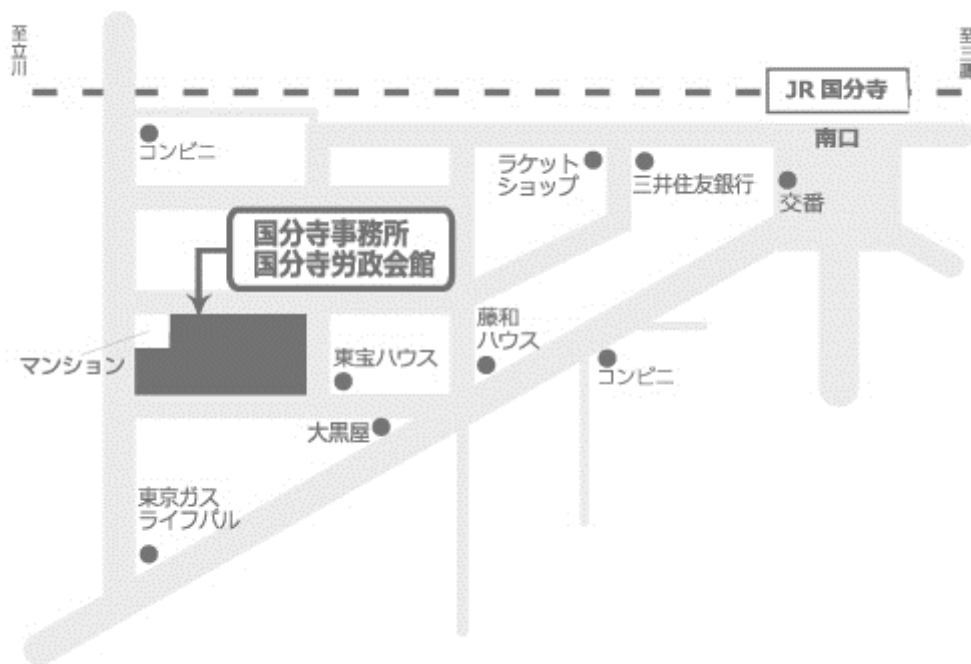 至立川
至三鷹
JR 国分寺
南口
コンビニ
ラケット
ショップ
三井住友銀行
交番
国分寺事務所
国分寺労政会館
藤和
ハウス
マンション
東宝ハウス
コンビニ
大黒屋
東京ガス
ライフバル